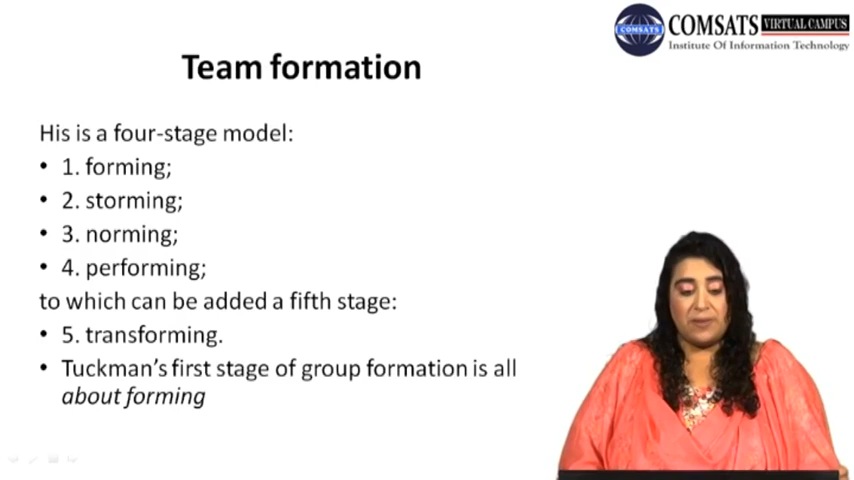 COMSATS VIRTUAL CAMPUS
COMSATS
Institute Of Information Technology
Team formation
His is a four-stage model:
• 1. forming;
• 2. storming;
• 3. norming;
• 4. performing;
to which can be added a fifth stage:
• 5. transforming.
• Tuckman's first stage of group formation is all
about forming